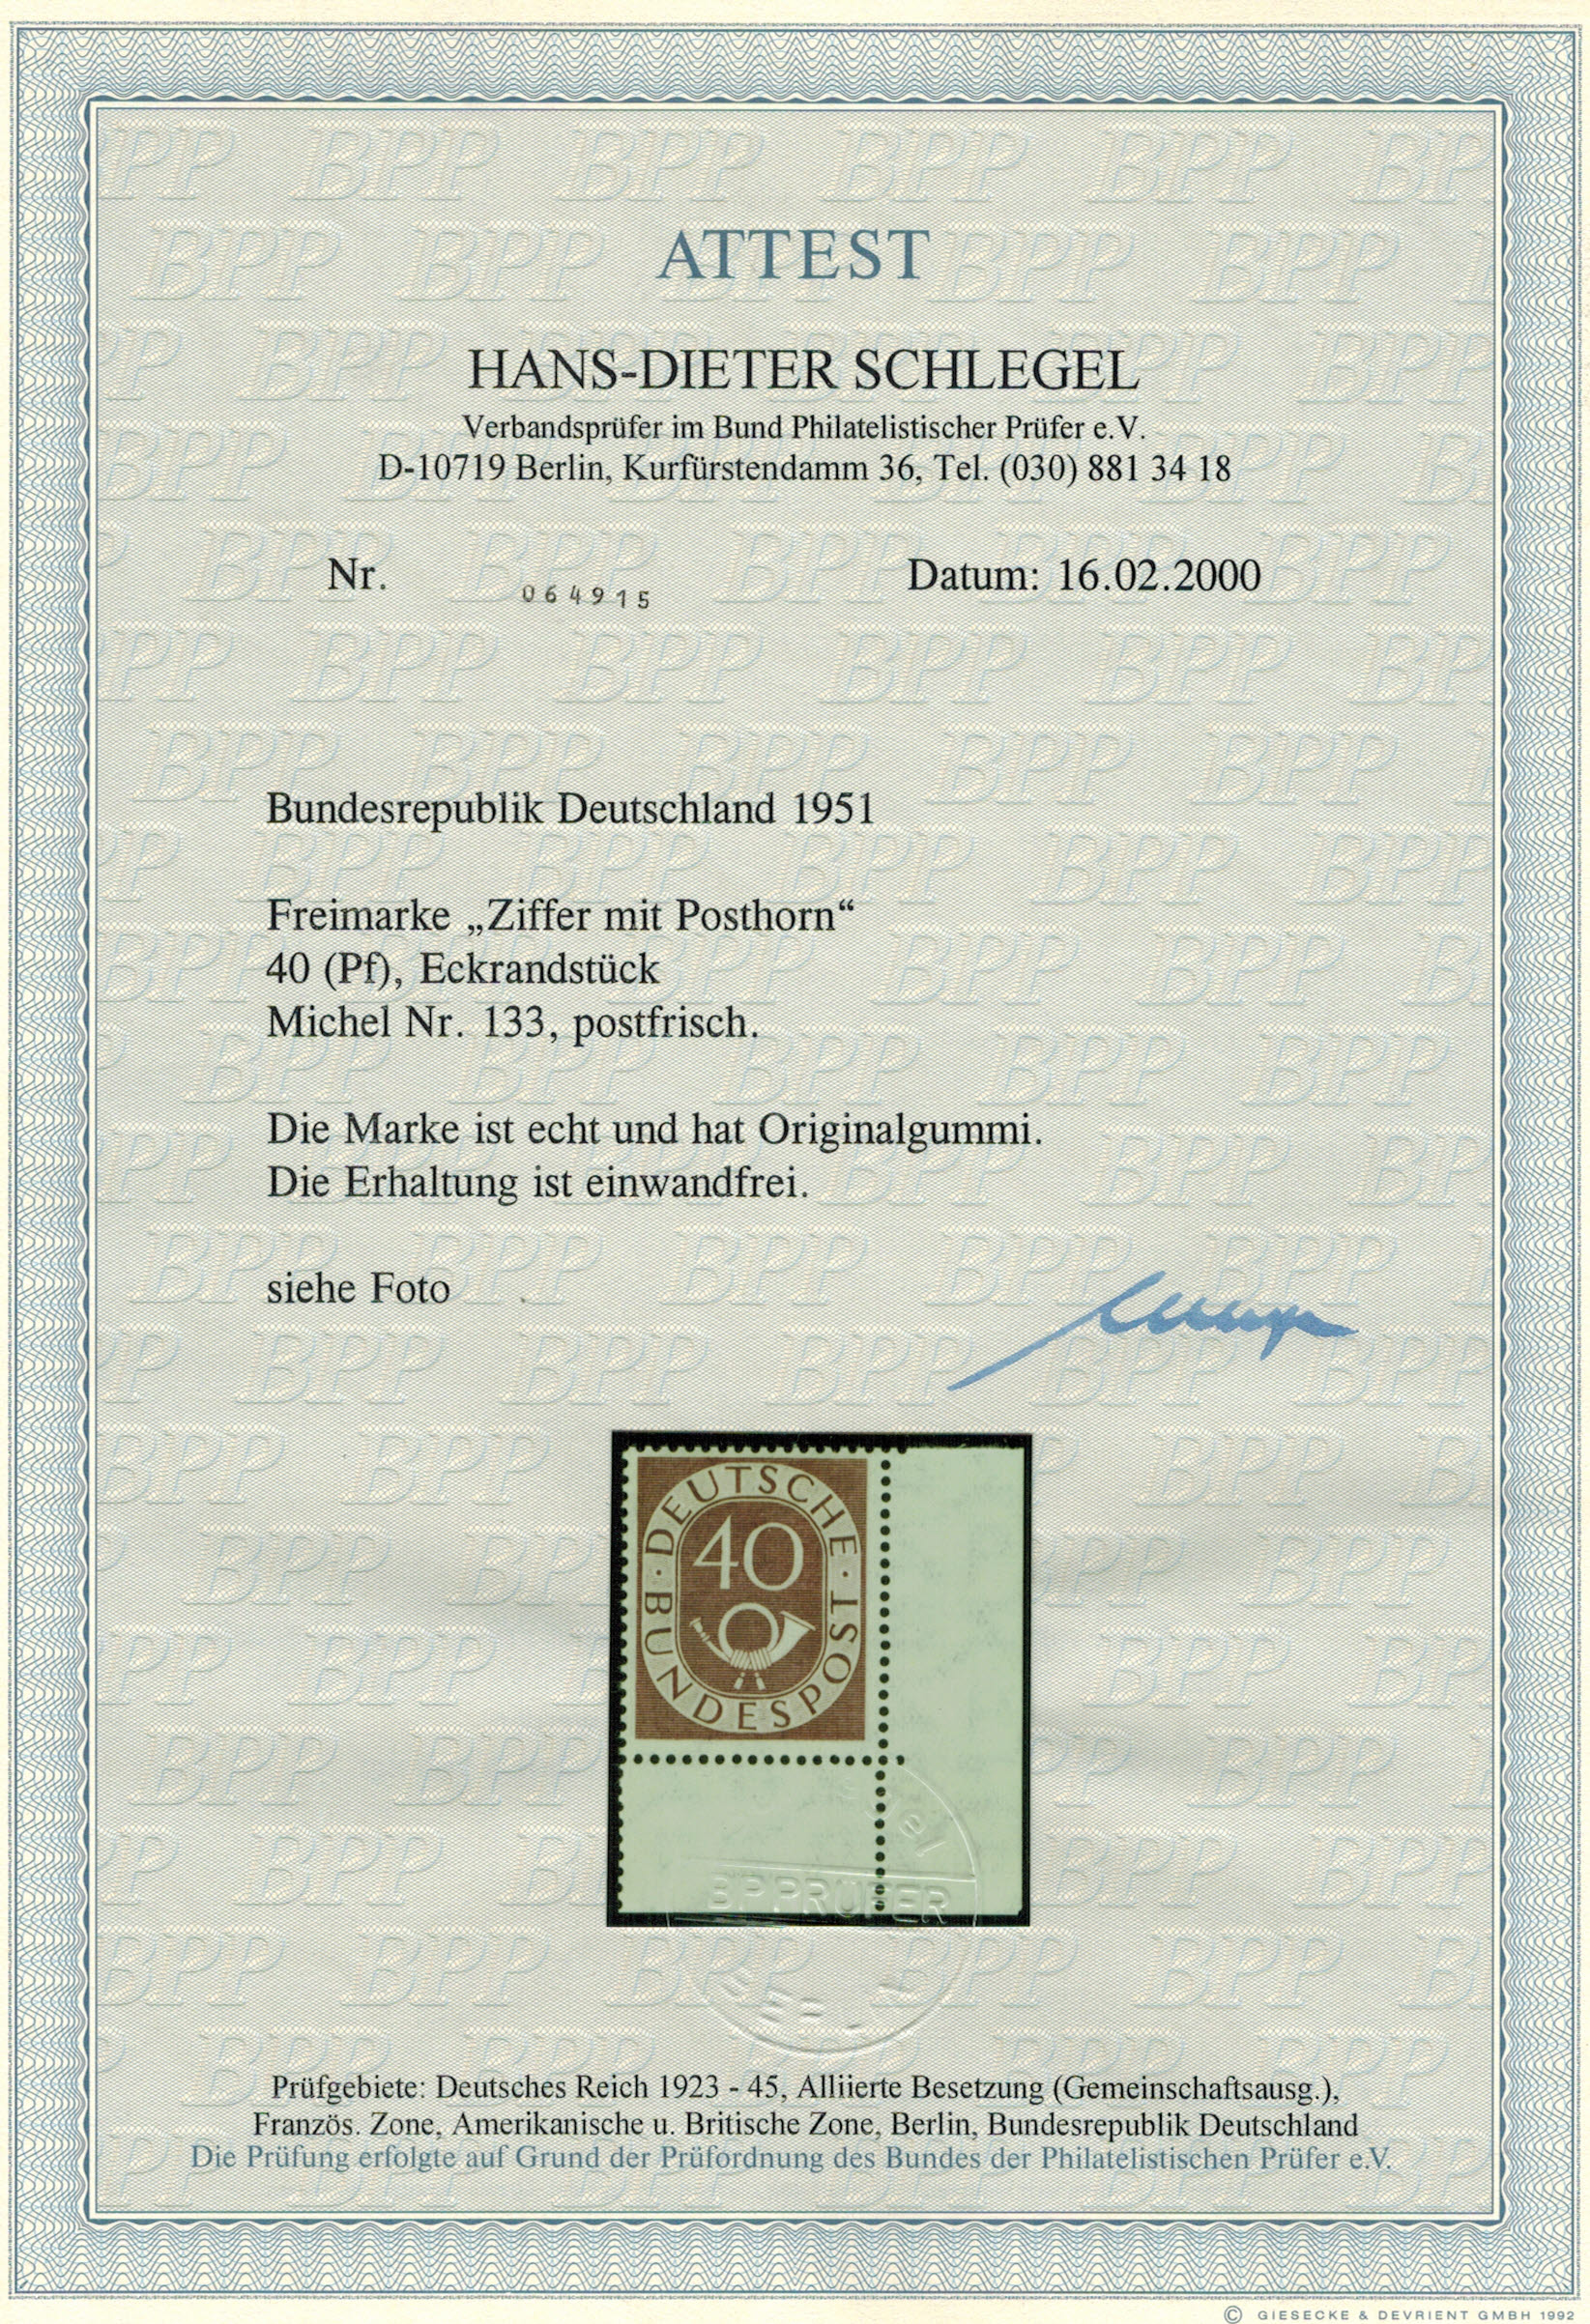 ATTEST
HANS-DIETER SCHLEGEL
Verbandsprüfer im Bund Philatelistischer Prüfer e.V.
D-10719 Berlin, Kurfürstendamm 36, Tel. (030) 881 34 18
Nr. 064915 Datum: 16.02.2000
Bundesrepublik Deutschland 1951
Freimarke „Ziffer mit Posthorn“
40 (Pf), Eckrandstück
Michel Nr. 133, postfrisch.
Die Marke ist echt und hat Originalgummi.
Die Erhaltung ist einwandfrei.
siehe Foto
DEUTSCHE · BUNDESPOST ·
40
BPP PRÜFER
Prüfgebiete: Deutsches Reich 1923 - 45, Alliierte Besetzung (Gemeinschaftsausg.),
Französ. Zone, Amerikanische u. Britische Zone, Berlin, Bundesrepublik Deutschland
Die Prüfung erfolgte auf Grund der Prüfordnung des Bundes der Philatelistischen Prüfer e.V.
© GIESECKE & DEVRIENT GMBH 1992